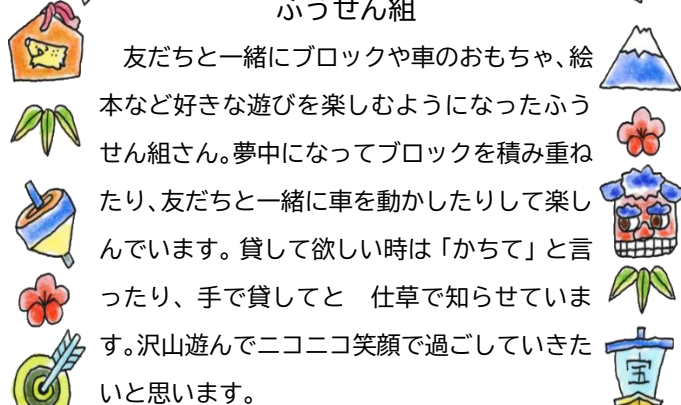 ふうせん組
友だちと一緒にブロックや車のおもちゃ、絵
本など好きな遊びを楽しむようになったふう
せん組さん。夢中になってブロックを積み重ね
たり、友だちと一緒に車を動かしたりして楽し
んでいます。貸して欲しい時は「かちて」と言
ったり、手で貸してと　仕草で知らせていま
す。沢山遊んでニコニコ笑顔で過ごしていきた
いと思います。
宝